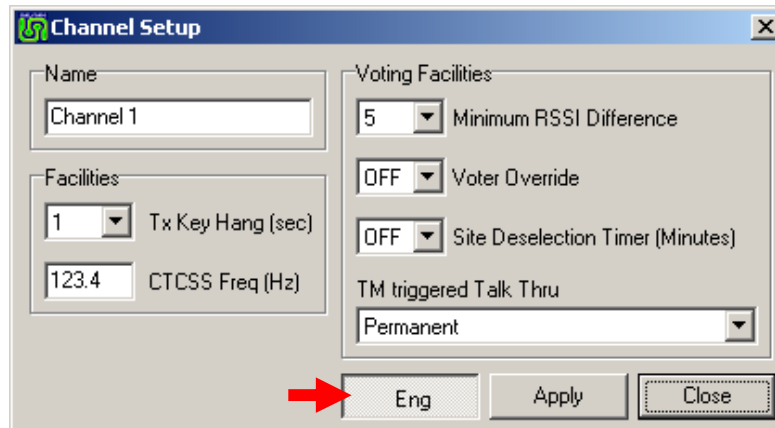 Channel Setup
Name
Channel 1
Facilities
1 Tx Key Hang (sec)
123.4 CTCSS Freq (Hz)
Voting Facilities
5 Minimum RSSI Difference
OFF Voter Override
OFF Site Deselection Timer (Minutes)
TM triggered Talk Thru
Permanent
Eng Apply Close